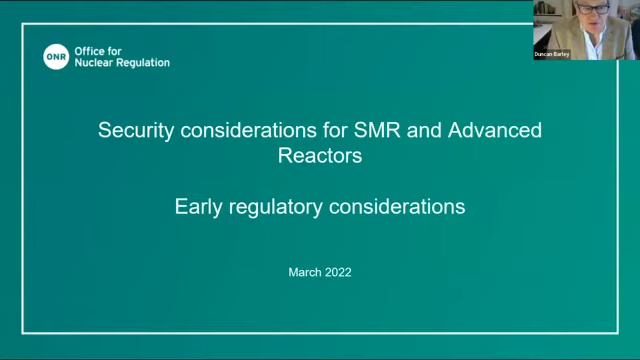 ONR
Office for
Nuclear Regulation
Duncan Barley
Security considerations for SMR and Advanced
Reactors
Early regulatory considerations
March 2022